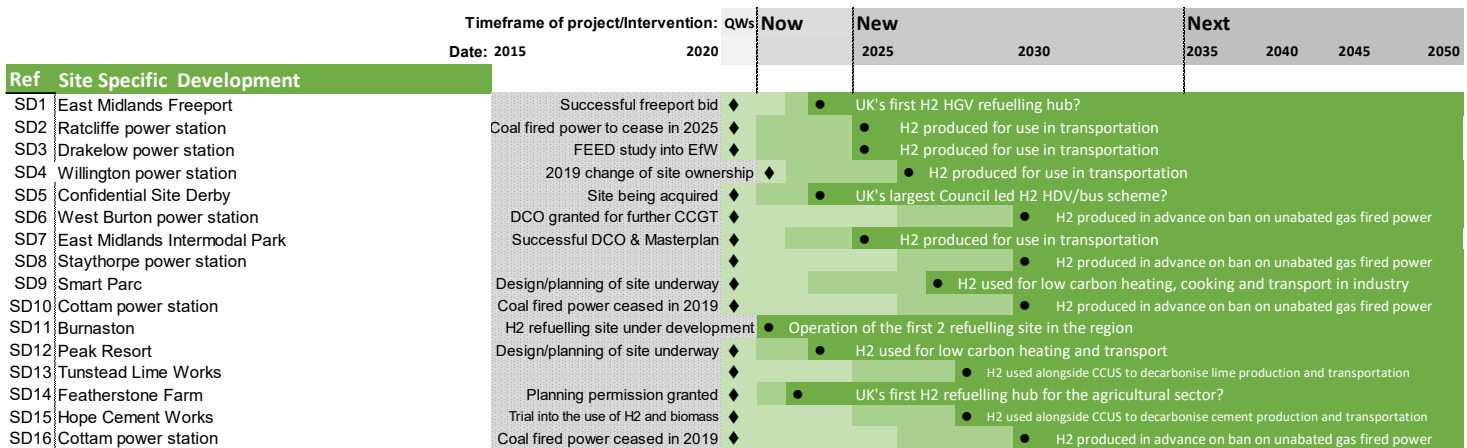 Timeframe of project/Intervention: QWs Now New Next
Date: 2015 2020 2025 2030 2035 2040 2045 2050
Ref Site Specific Development
SD1 East Midlands Freeport Successful freeport bid UK's first H2 HGV refuelling hub?
SD2 Ratcliffe power station Coal fired power to cease in 2025 H2 produced for use in transportation
SD3 Drakelow power station FEED study into EfW H2 produced for use in transportation
SD4 Willington power station 2019 change of site ownership H2 produced for use in transportation
SD5 Confidential Site Derby Site being acquired UK's largest Council led H2 HDV/bus scheme?
SD6 West Burton power station DCO granted for further CCGT H2 produced in advance on ban on unabated gas fired power
SD7 East Midlands Intermodal Park Successful DCO & Masterplan H2 produced for use in transportation
SD8 Staythorpe power station H2 produced in advance on ban on unabated gas fired power
SD9 Smart Parc Design/planning of site underway H2 used for low carbon heating, cooking and transport in industry
SD10 Cottam power station Coal fired power ceased in 2019 H2 produced in advance on ban on unabated gas fired power
SD11 Burnaston H2 refuelling site under development Operation of the first 2 refuelling site in the region
SD12 Peak Resort Design/planning of site underway H2 used for low carbon heating and transport
SD13 Tunstead Lime Works H2 used alongside CCUS to decarbonise lime production and transportation
SD14 Featherstone Farm Planning permission granted UK's first H2 refuelling hub for the agricultural sector?
SD15 Hope Cement Works Trial into the use of H2 and biomass H2 used alongside CCUS to decarbonise cement production and transportation
SD16 Cottam power station Coal fired power ceased in 2019 H2 produced in advance on ban on unabated gas fired power